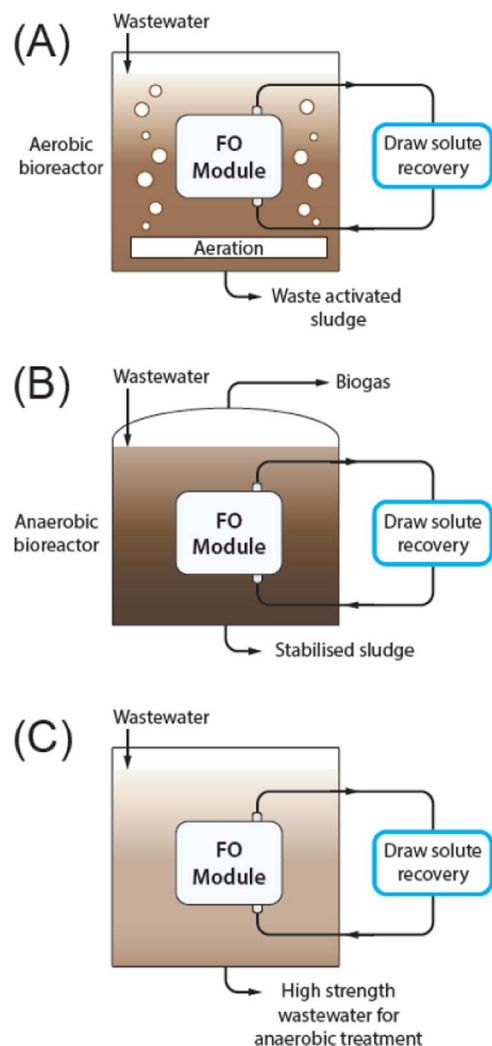 (A)
Wastewater
Aerobic
bioreactor
FO
Module
Draw solute
recovery
Aeration
Waste activated
sludge
(B)
Wastewater
Biogas
Anaerobic
bioreactor
FO
Module
Draw solute
recovery
Stabilised sludge
(C)
Wastewater
FO
Module
Draw solute
recovery
High strength
wastewater for
anaerobic treatment